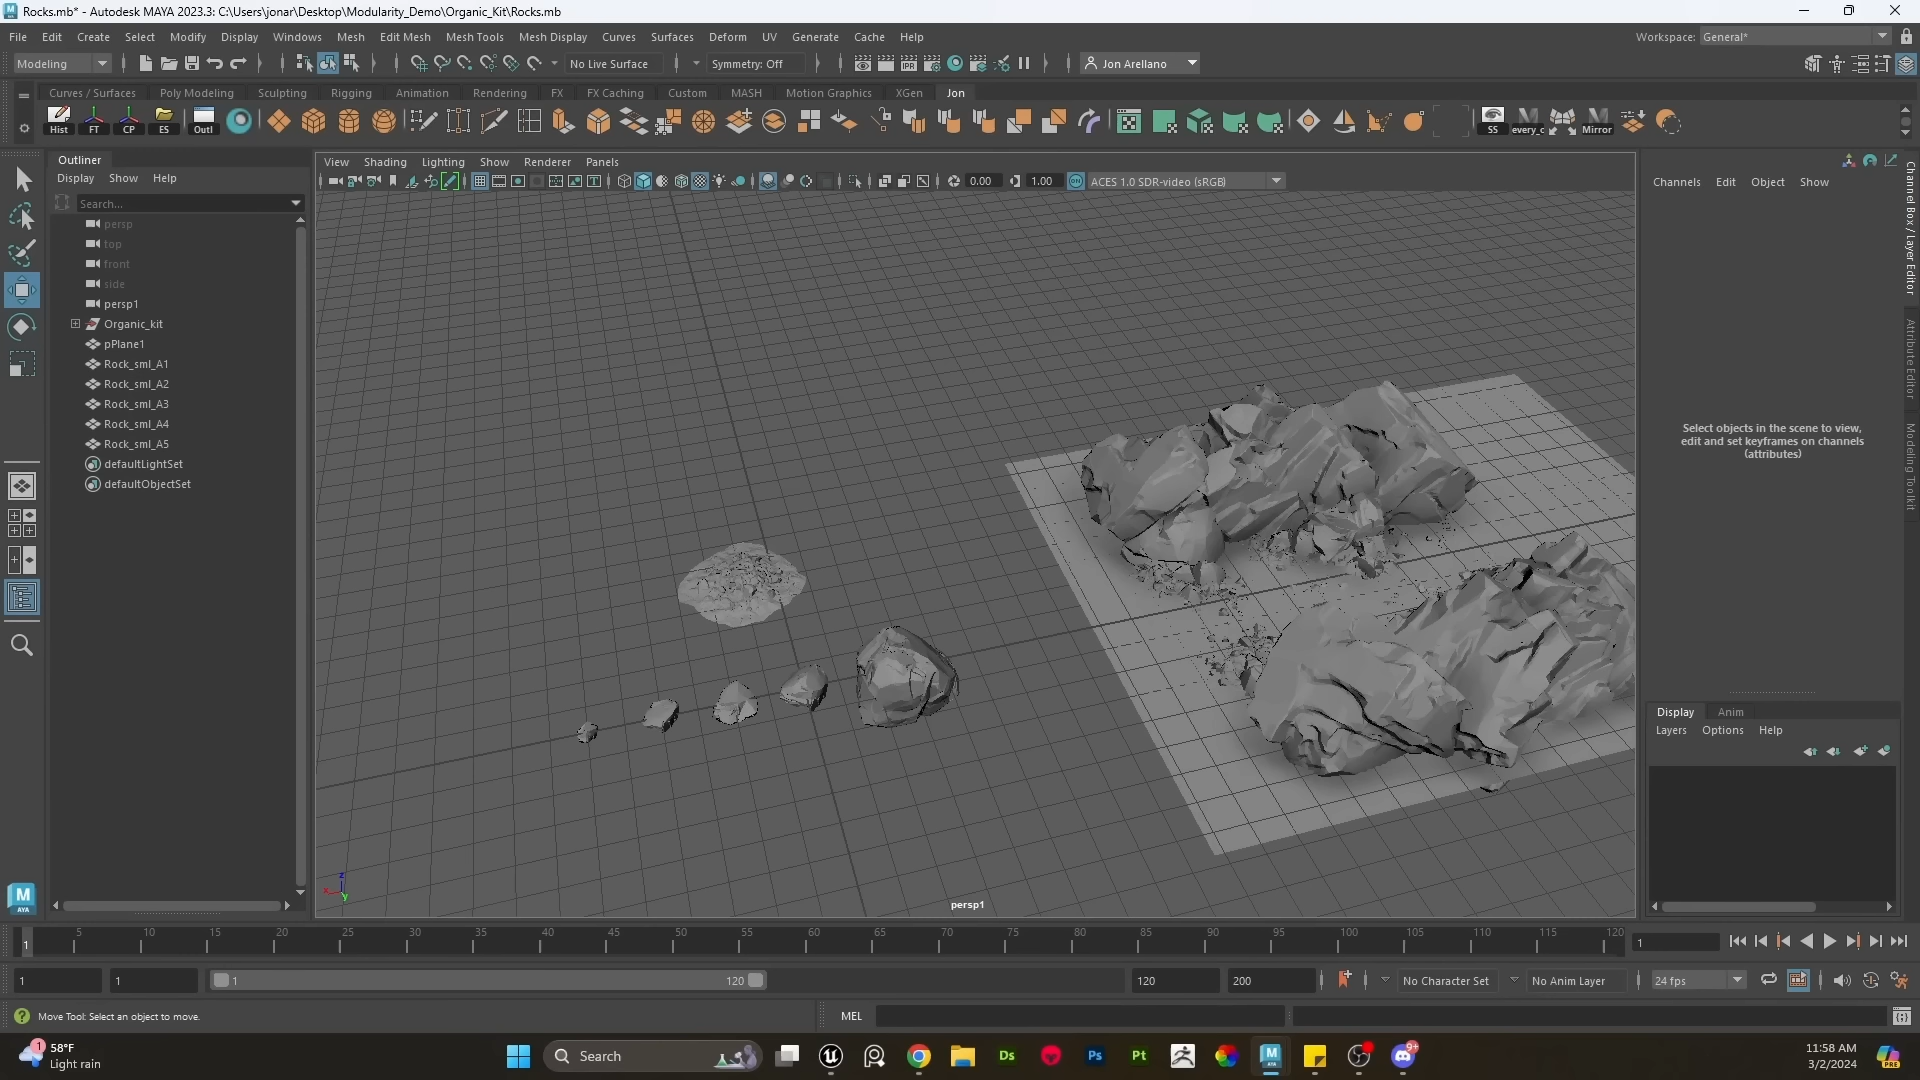 Rocks.mb* - Autodesk MAYA 2023.3: C:\Users\jonar\Desktop\Modularity_Demo\Organic_Kit\Rocks.mb
File Edit Create Select Modify Display Windows Mesh Edit Mesh Mesh Tools Mesh Display Curves Surfaces Deform UV Generate Cache Help
Workspace: General*
Modeling
No Live Surface
Symmetry: Off
Jon Arellano
Curves / Surfaces Poly Modeling Sculpting Rigging Animation Rendering FX FX Caching Custom MASH Motion Graphics XGen Jon
Hist FT CP ES Outl SS every_c Mirror
Outliner
Display Show Help
Search...
persp
top
front
side
persp1
Organic_kit
pPlane1
Rock_sml_A1
Rock_sml_A2
Rock_sml_A3
Rock_sml_A4
Rock_sml_A5
defaultLightSet
defaultObjectSet
View Shading Lighting Show Renderer Panels
0.00 1.00 ACES 1.0 SDR-video (sRGB)
persp1
Channels Edit Object Show
Select objects in the scene to view,
edit and set keyframes on channels
(attributes)
Channel Box / Layer Editor
Attribute Editor
Modeling Toolkit
Display Anim
Layers Options Help
1 5 10 15 20 25 30 35 40 45 50 55 60 65 70 75 80 85 90 95 100 105 110 115 120
1
1 1 1 120 120 200 No Character Set No Anim Layer 24 fps
Move Tool: Select an object to move.
MEL
58°F
Light rain
Search
11:58 AM
3/2/2024